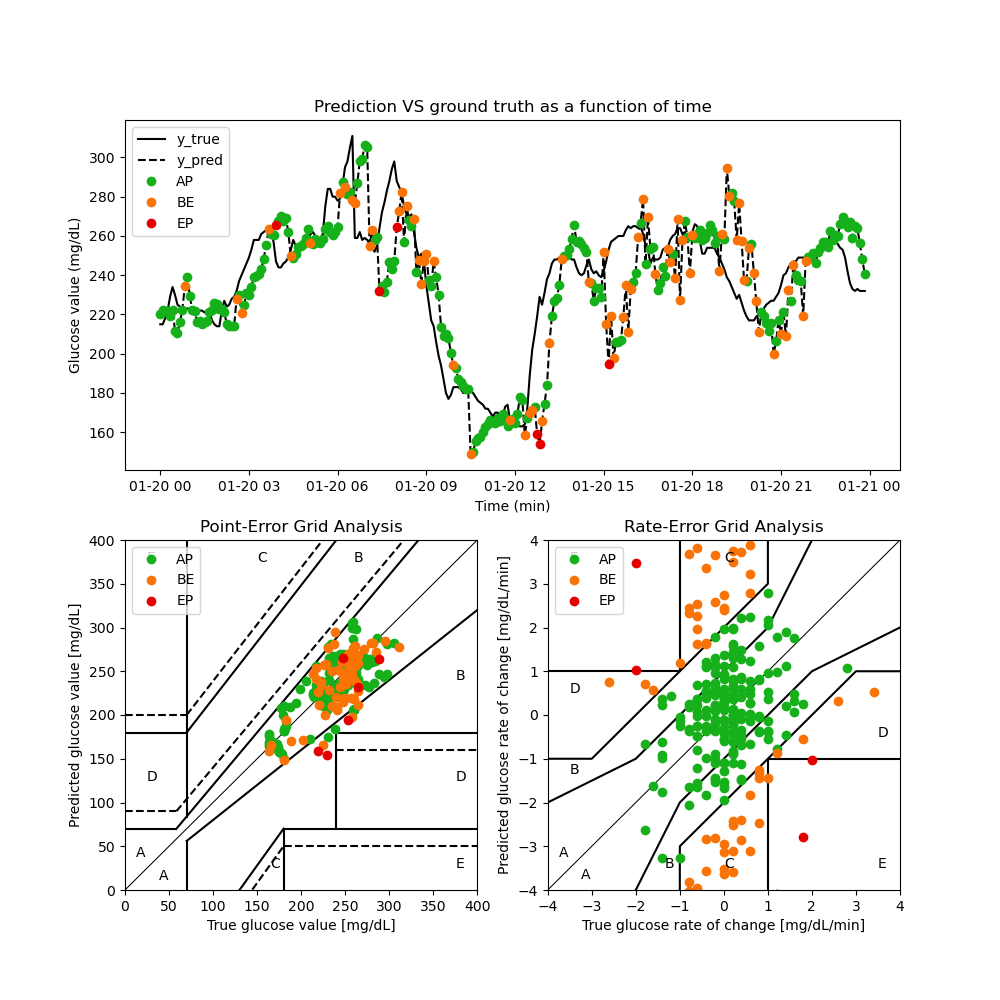 Prediction VS ground truth as a function of time
y_true
y_pred
AP
BE
EP
Glucose value (mg/dL)
300
280
260
240
220
200
180
160
01-20 00 01-20 03 01-20 06 01-20 09 01-20 12 01-20 15 01-20 18 01-20 21 01-21 00
Time (min)
Point-Error Grid Analysis
AP
BE
EP
Predicted glucose value [mg/dL]
400
350
300
250
200
150
100
50
0
C B
B
D D
A
A C E
0 50 100 150 200 250 300 350 400
True glucose value [mg/dL]
Rate-Error Grid Analysis
AP
BE
EP
Predicted glucose rate of change [mg/dL/min]
4
3
2
1
0
−1
−2
−3
−4
C
D
D
B
A
A B C E
−4 −3 −2 −1 0 1 2 3 4
True glucose rate of change [mg/dL/min]